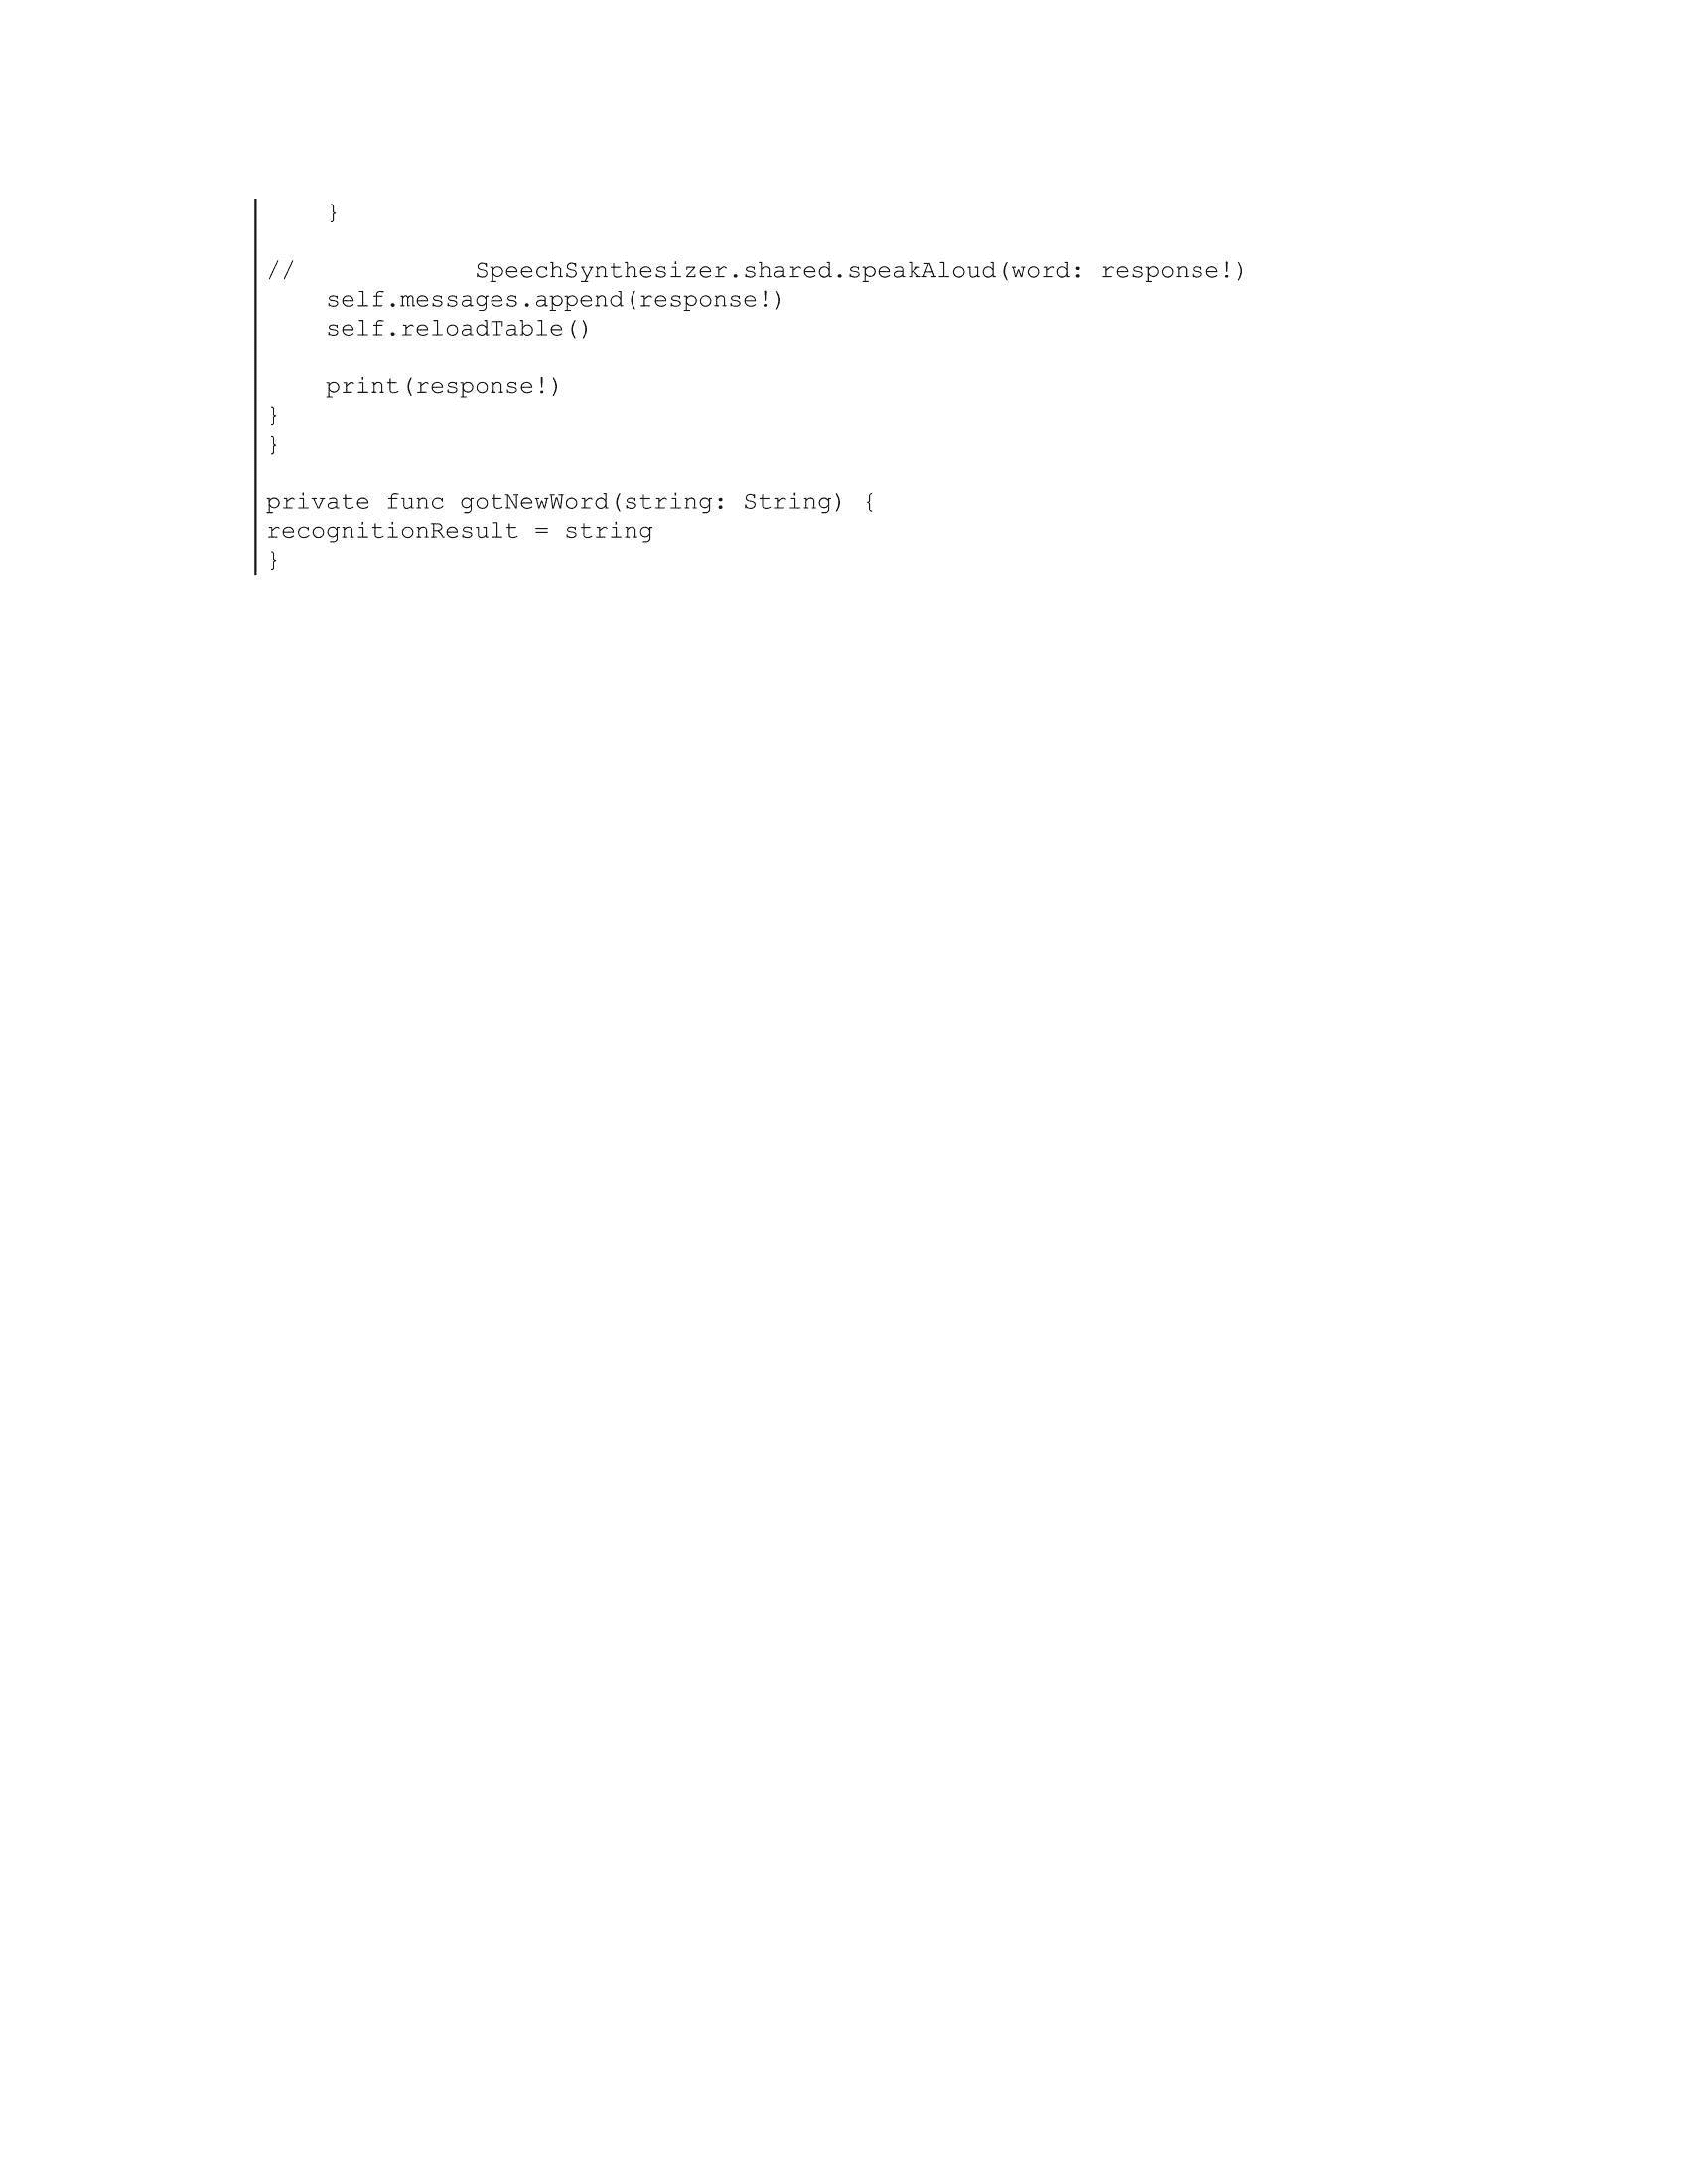 }

//            SpeechSynthesizer.shared.speakAloud(word: response!)
    self.messages.append(response!)
    self.reloadTable()

    print(response!)
}
}

private func gotNewWord(string: String) {
recognitionResult = string
}